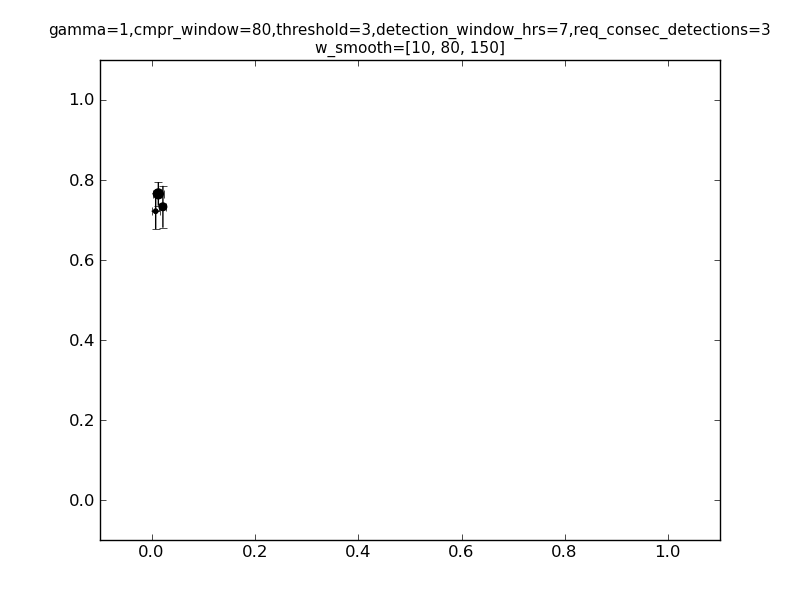 gamma=1,cmpr_window=80,threshold=3,detection_window_hrs=7,req_consec_detections=3
w_smooth=[10, 80, 150]
1.0
0.8
0.6
0.4
0.2
0.0
0.0 0.2 0.4 0.6 0.8 1.0